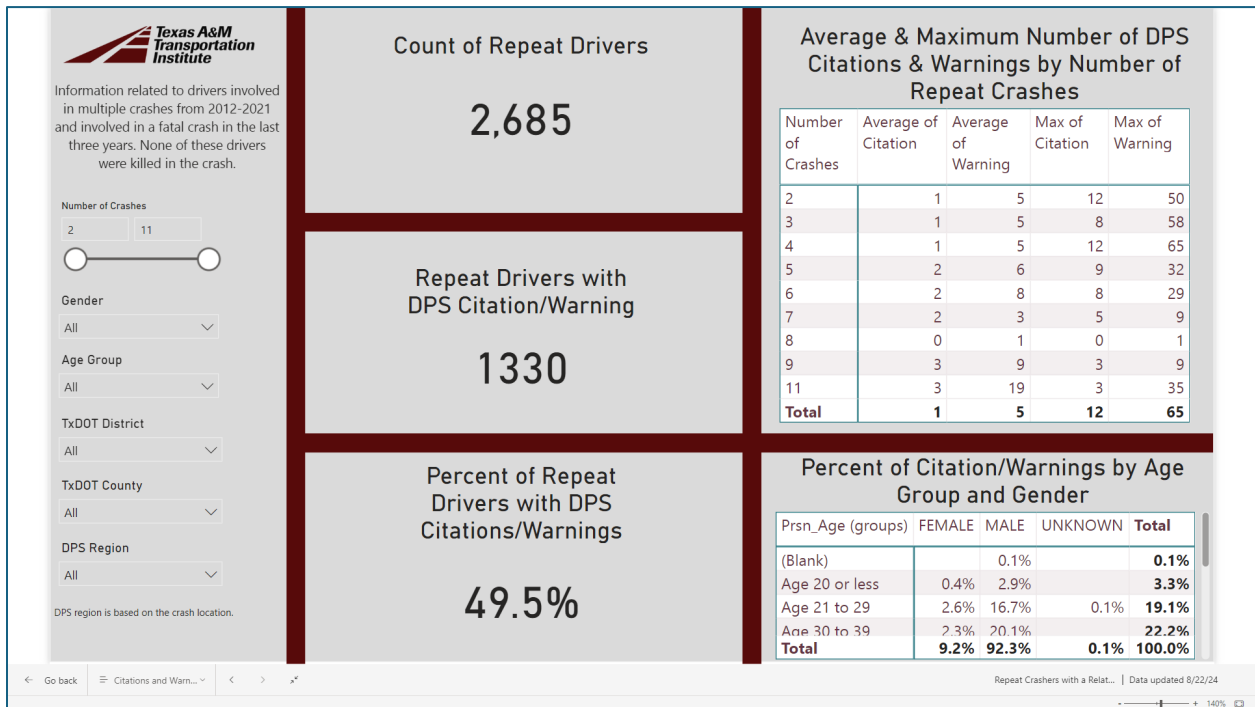 Texas A&M
Transportation
Institute
Information related to drivers involved
in multiple crashes from 2012-2021
and involved in a fatal crash in the last
three years. None of these drivers
were killed in the crash.
Number of Crashes
2 11
Gender
All
Age Group
All
TxDOT District
All
TxDOT County
All
DPS Region
All
DPS region is based on the crash location.
Count of Repeat Drivers
2,685
Repeat Drivers with
DPS Citation/Warning
1330
Percent of Repeat
Drivers with DPS
Citations/Warnings
49.5%
Average & Maximum Number of DPS
Citations & Warnings by Number of
Repeat Crashes
Number Average of Average Max of Max of
of Citation of Citation Warning
Crashes Warning
2 1 5 12 50
3 1 5 8 58
4 1 5 12 65
5 2 6 9 32
6 2 8 8 29
7 2 3 5 9
8 0 1 0 1
9 3 9 3 9
11 3 19 3 35
Total 1 5 12 65
Percent of Citation/Warnings by Age
Group and Gender
Prsn_Age (groups) FEMALE MALE UNKNOWN Total
(Blank) 0.1% 0.1%
Age 20 or less 0.4% 2.9% 3.3%
Age 21 to 29 2.6% 16.7% 0.1% 19.1%
Age 30 to 39 2.3% 20.1% 22.2%
Total 9.2% 92.3% 0.1% 100.0%
Go back Citations and Warn... Repeat Crashers with a Relat... | Data updated 8/22/24
- + 140%